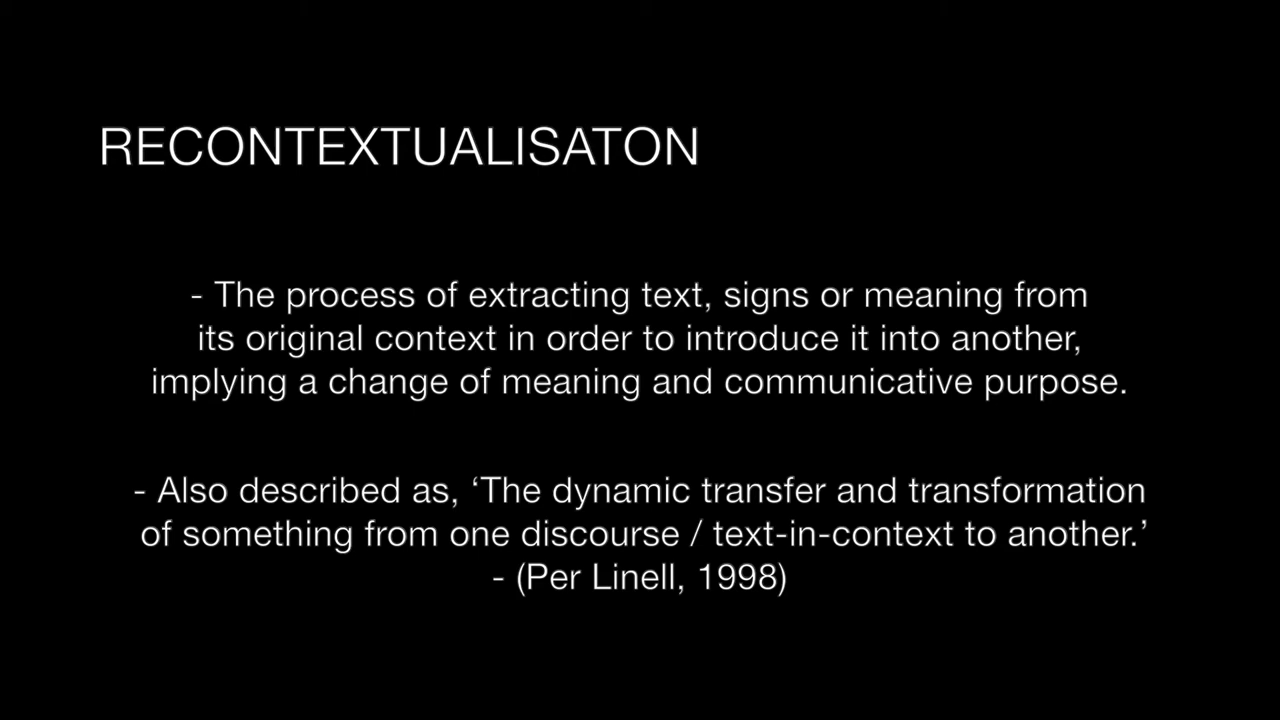 RECONTEXTUALISATON
- The process of extracting text, signs or meaning from
its original context in order to introduce it into another,
implying a change of meaning and communicative purpose.
- Also described as, ‘The dynamic transfer and transformation
of something from one discourse / text-in-context to another.’
- (Per Linell, 1998)